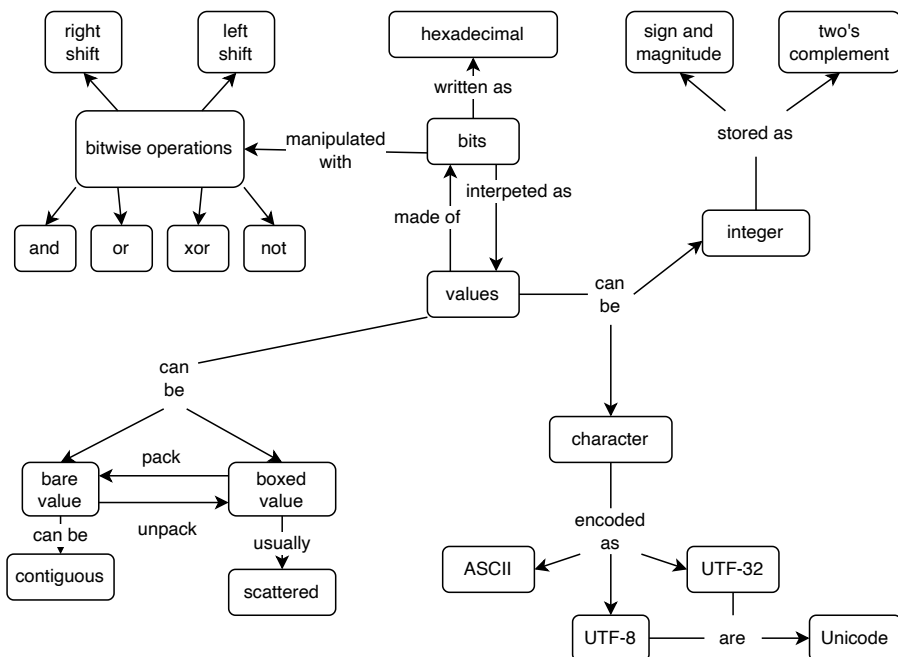 right
shift
left
shift
hexadecimal
sign and
magnitude
two's
complement
written as
bitwise operations
manipulated
with
bits
stored as
made of
interpeted as
and
or
xor
not
integer
values
can
be
can
be
character
bare
value
pack
unpack
boxed
value
can be
usually
contiguous
scattered
encoded
as
ASCII
UTF-32
UTF-8
are
Unicode